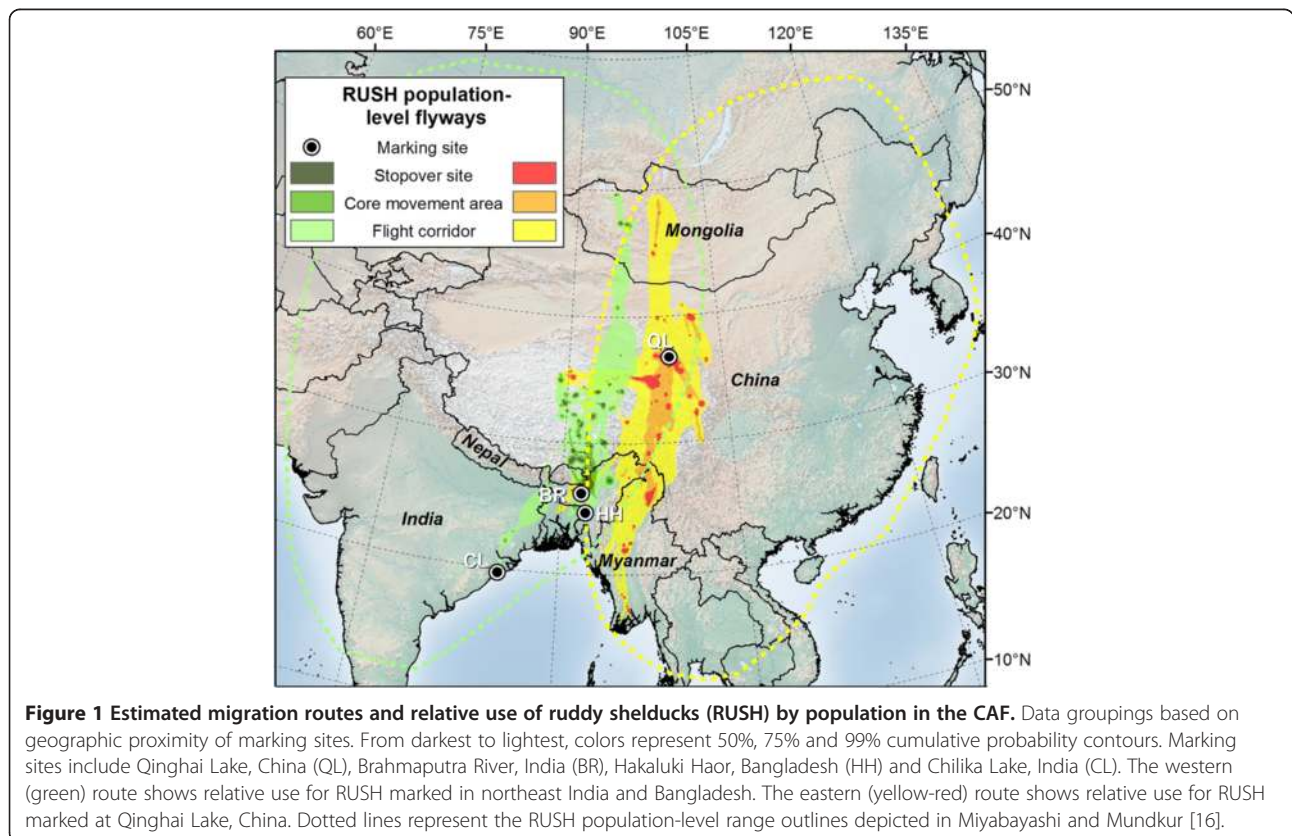 60°E 75°E 90°E 105°E 120°E 135°E
RUSH population-
level flyways
Marking site
Stopover site
Core movement area
Flight corridor
50°N
40°N
30°N
20°N
10°N
Mongolia
QL
China
Nepal
BR
HH
India
CL
Myanmar
Figure 1 Estimated migration routes and relative use of ruddy shelducks (RUSH) by population in the CAF. Data groupings based on
geographic proximity of marking sites. From darkest to lightest, colors represent 50%, 75% and 99% cumulative probability contours. Marking
sites include Qinghai Lake, China (QL), Brahmaputra River, India (BR), Hakaluki Haor, Bangladesh (HH) and Chilika Lake, India (CL). The western
(green) route shows relative use for RUSH marked in northeast India and Bangladesh. The eastern (yellow-red) route shows relative use for RUSH
marked at Qinghai Lake, China. Dotted lines represent the RUSH population-level range outlines depicted in Miyabayashi and Mundkur [16].